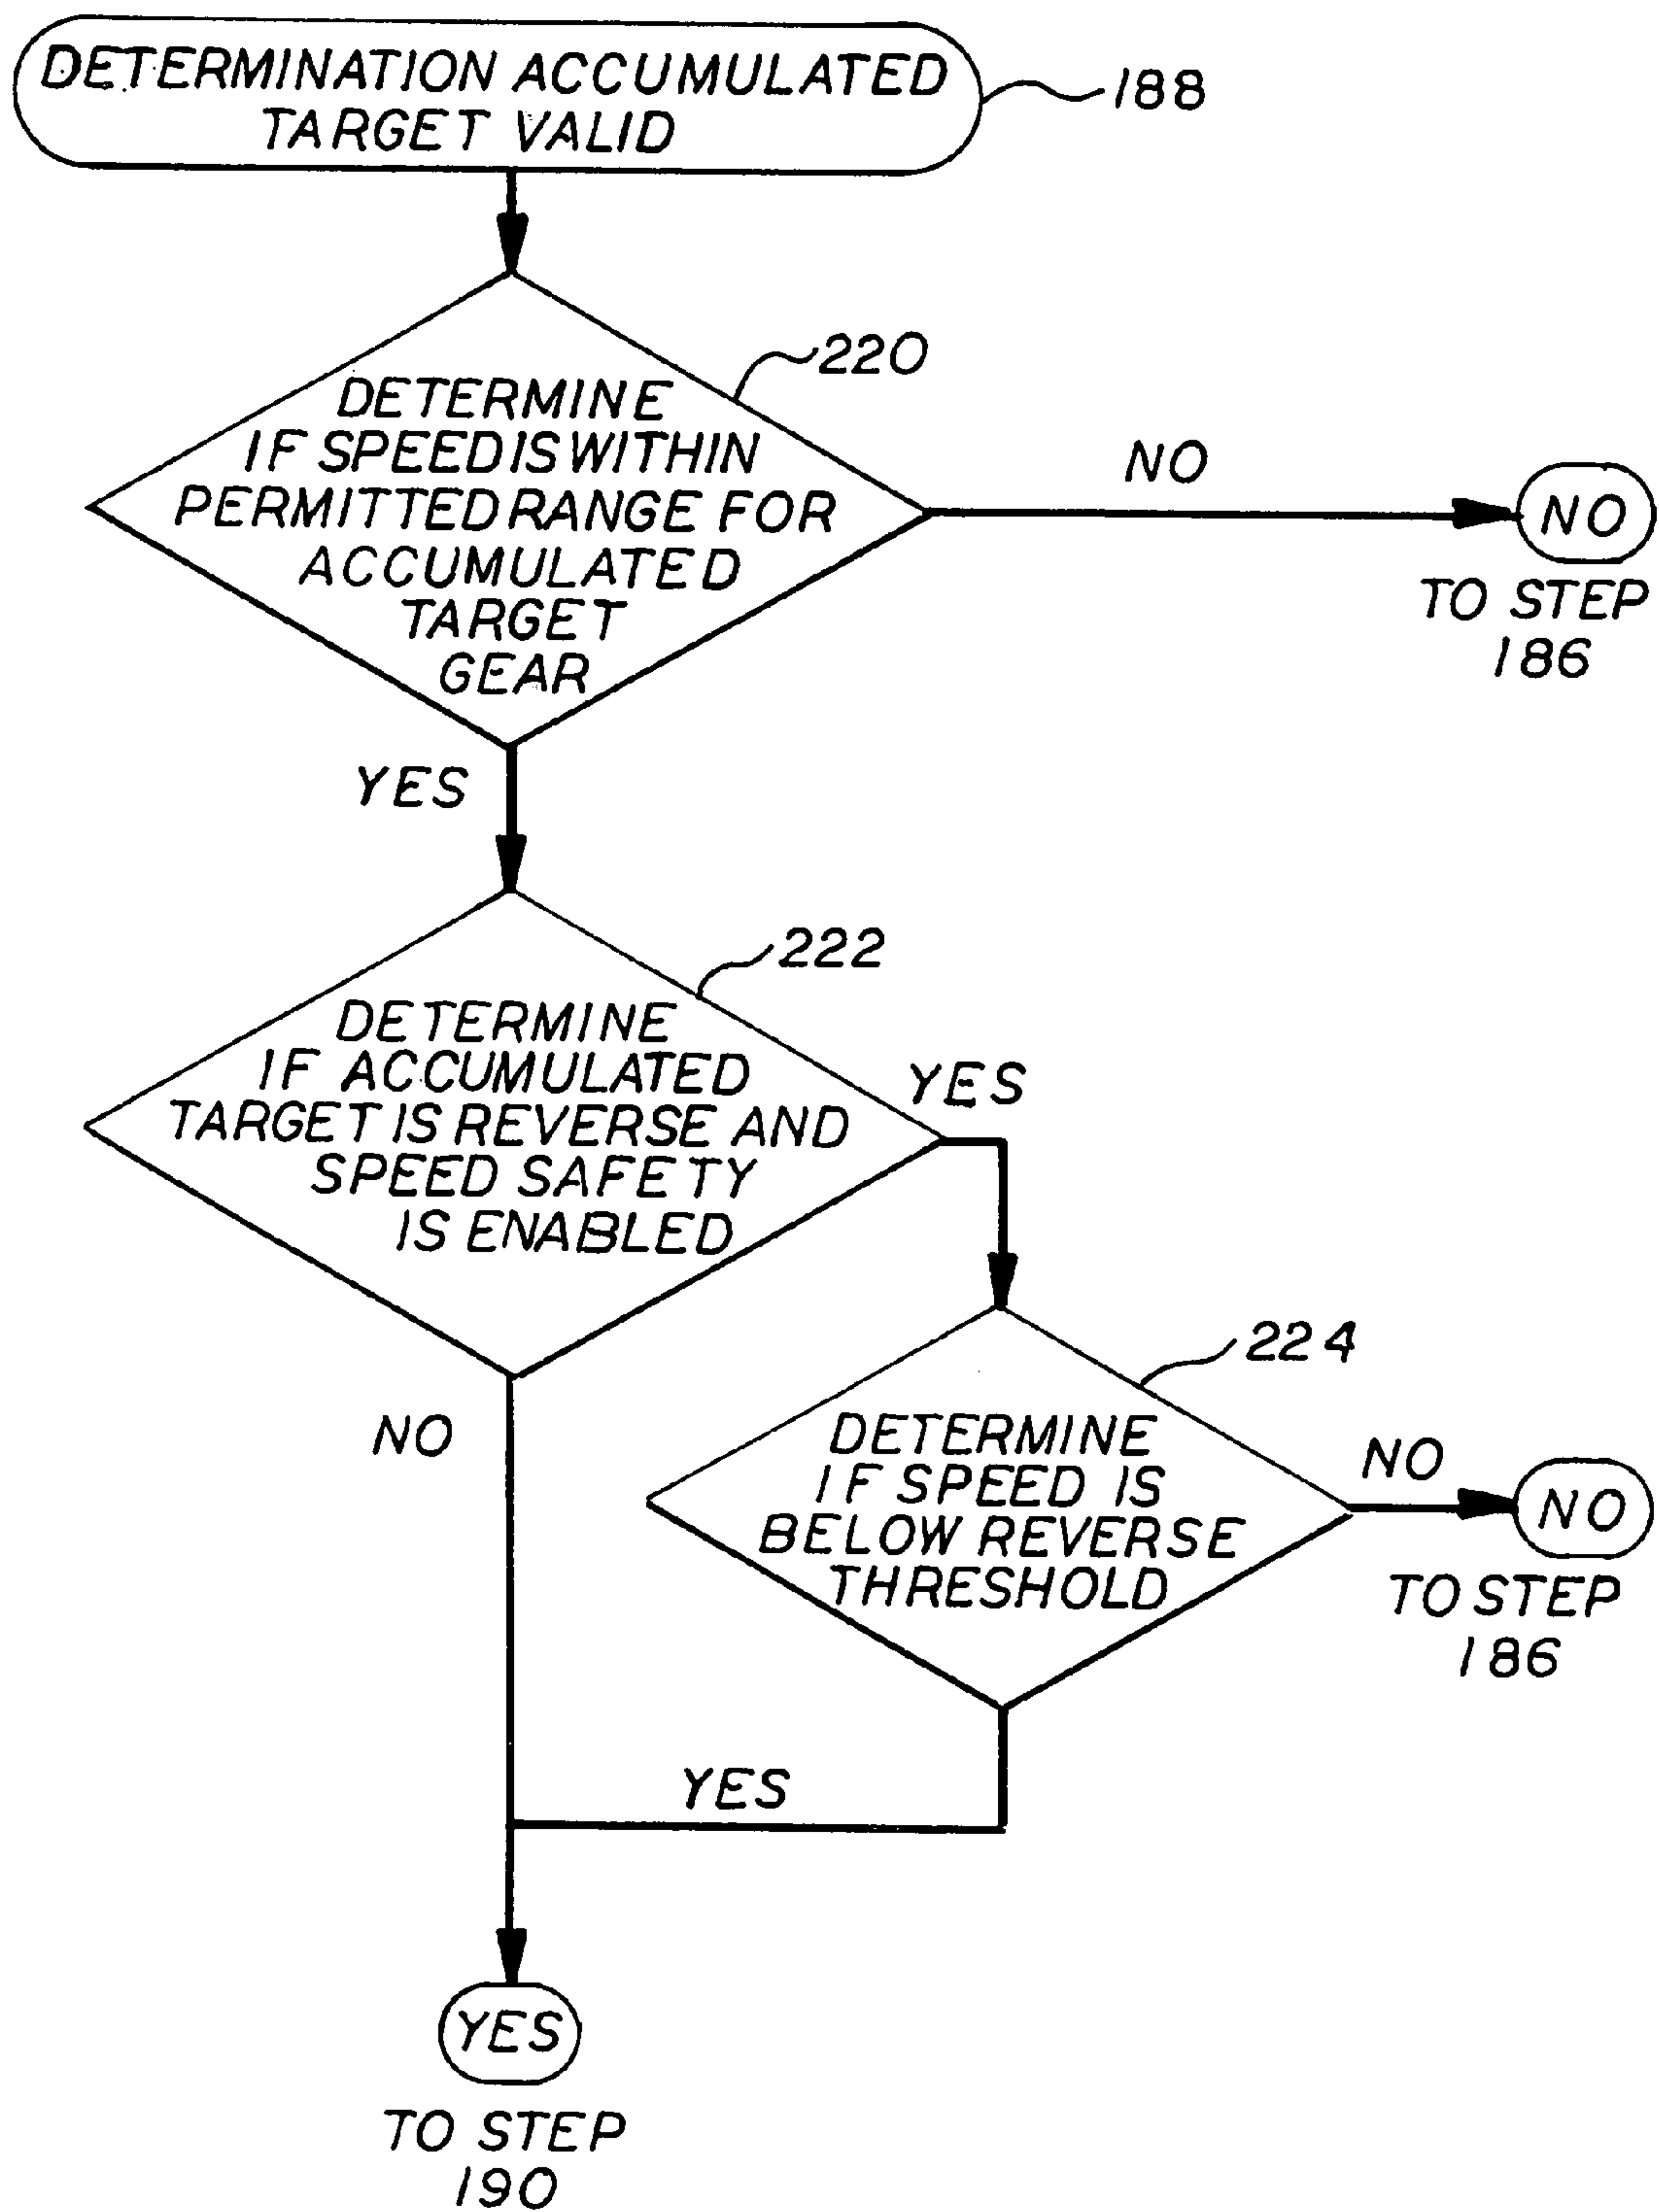 DETERMINATION ACCUMULATED
TARGET VALID
188
220
DETERMINE
IF SPEED IS WITHIN
PERMITTED RANGE FOR
ACCUMULATED
TARGET
GEAR
NO
NO
TO STEP
186
YES
222
DETERMINE
IF ACCUMULATED
TARGET IS REVERSE AND
SPEED SAFETY
IS ENABLED
YES
224
DETERMINE
IF SPEED IS
BELOW REVERSE
THRESHOLD
NO
NO
TO STEP
186
NO
YES
YES
TO STEP
190